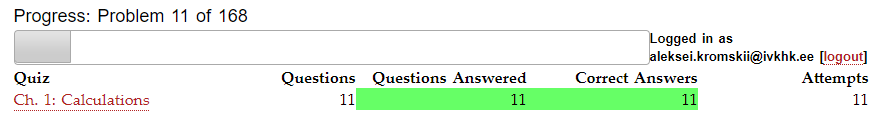 Progress: Problem 11 of 168
Logged in as
aleksei.kromskii@ivkhk.ee [logout]
Quiz Questions Questions Answered Correct Answers Attempts
Ch. 1: Calculations 11 11 11 11